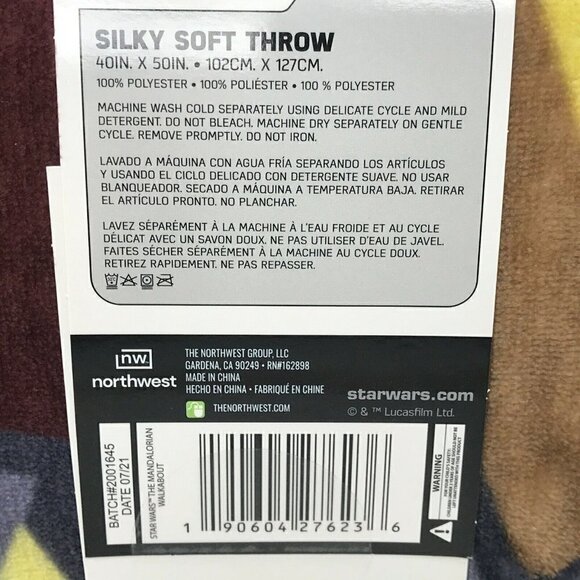 SILKY SOFT THROW
40IN. X 50IN. • 102CM. X 127CM.
100% POLYESTER • 100% POLIÉSTER • 100 % POLYESTER
MACHINE WASH COLD SEPARATELY USING DELICATE CYCLE AND MILD
DETERGENT. DO NOT BLEACH. MACHINE DRY SEPARATELY ON GENTLE
CYCLE. REMOVE PROMPTLY. DO NOT IRON.
LAVADO A MÁQUINA CON AGUA FRÍA SEPARANDO LOS ARTÍCULOS
Y USANDO EL CICLO DELICADO CON DETERGENTE SUAVE. NO USAR
BLANQUEADOR. SECADO A MÁQUINA A TEMPERATURA BAJA. RETIRAR
EL ARTÍCULO PRONTO. NO PLANCHAR.
LAVEZ SÉPARÉMENT À LA MACHINE À L'EAU FROIDE ET AU CYCLE
DÉLICAT AVEC UN SAVON DOUX. NE PAS UTILISER D'EAU DE JAVEL.
FAITES SÉCHER SÉPARÉMENT À LA MACHINE AU CYCLE DOUX.
RETIREZ RAPIDEMENT. NE PAS REPASSER.
nw.
northwest
THE NORTHWEST GROUP, LLC
GARDENA, CA 90249 • RN#162898
MADE IN CHINA
HECHO EN CHINA • FABRIQUÉ EN CHINE
THENORTHWEST.COM
starwars.com
© & ™ Lucasfilm Ltd.
BATCH#2001645
DATE 07/21
STAR WARS™THE MANDALORIAN
WALKABOUT
1 90604 27623 6
WARNING